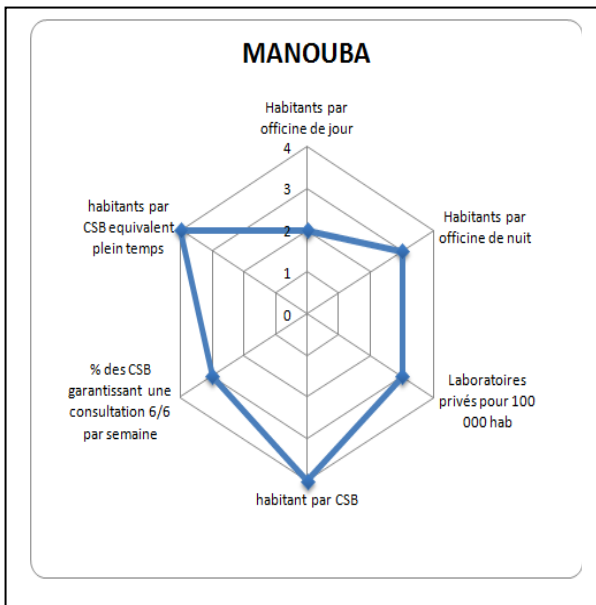 MANOUBA
Habitants par
officine de jour
4
3
2
1
0
Habitants par
officine de nuit
Laboratoires
privés pour 100
000 hab
habitant par CSB
% des CSB
garantissant une
consultation 6/6
par semaine
habitants par
CSB equivalent
plein temps